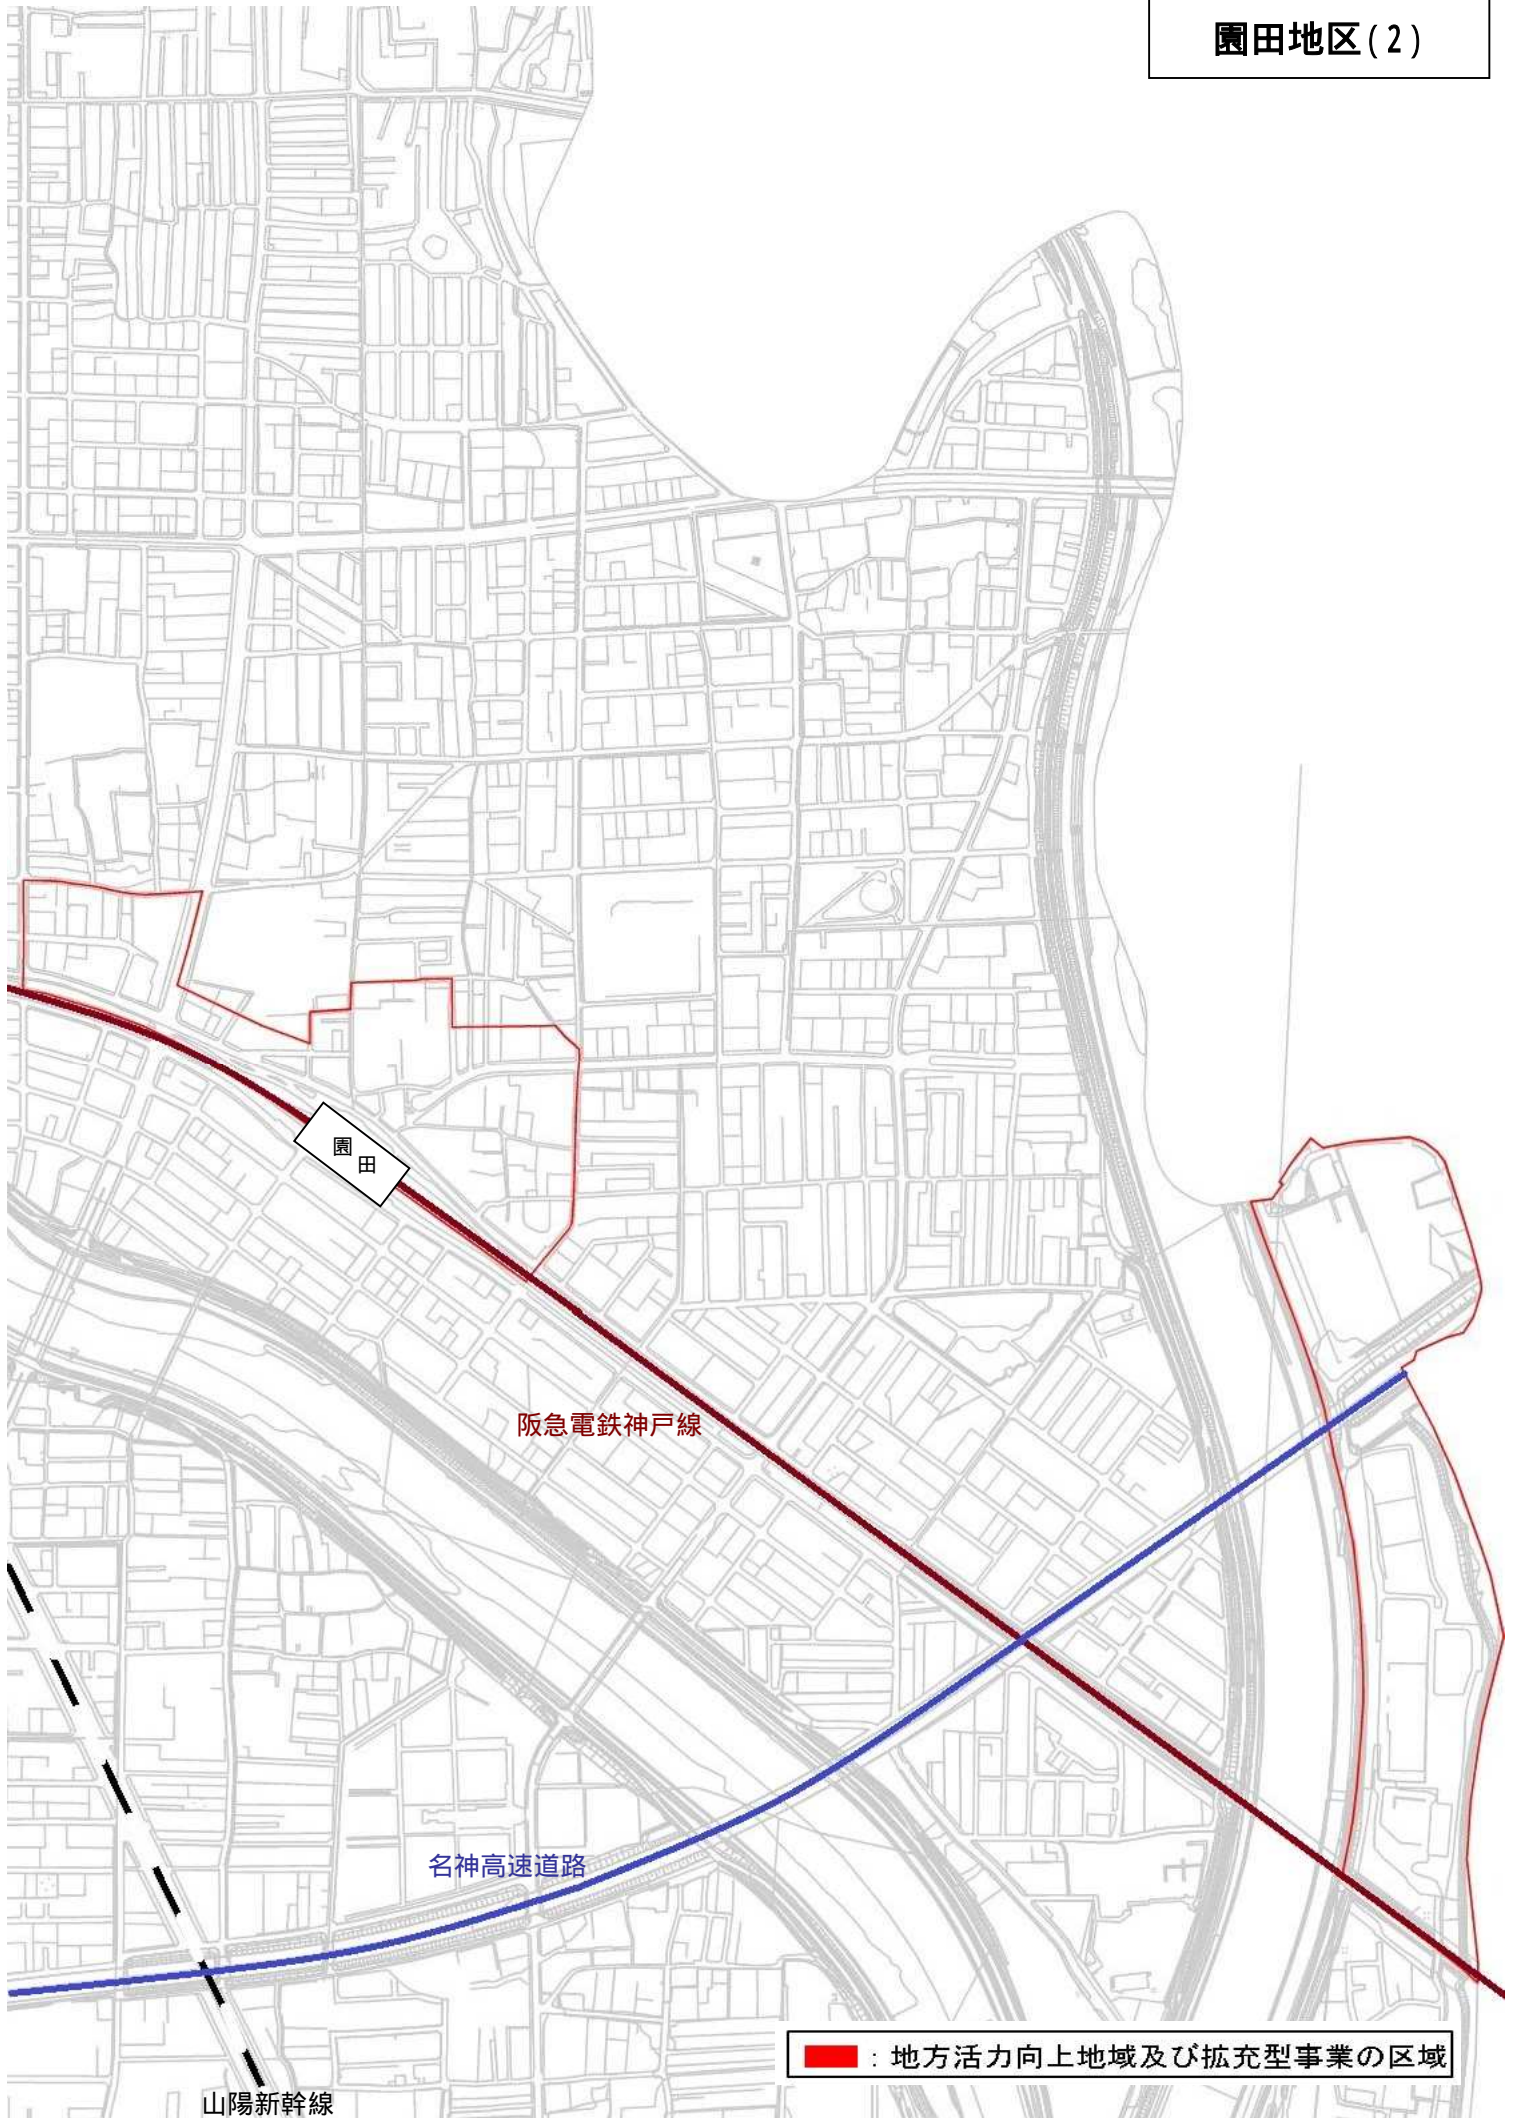 園田地区(2)
園田
阪急電鉄神戸線
名神高速道路
：地方活力向上地域及び拡充型事業の区域
山陽新幹線